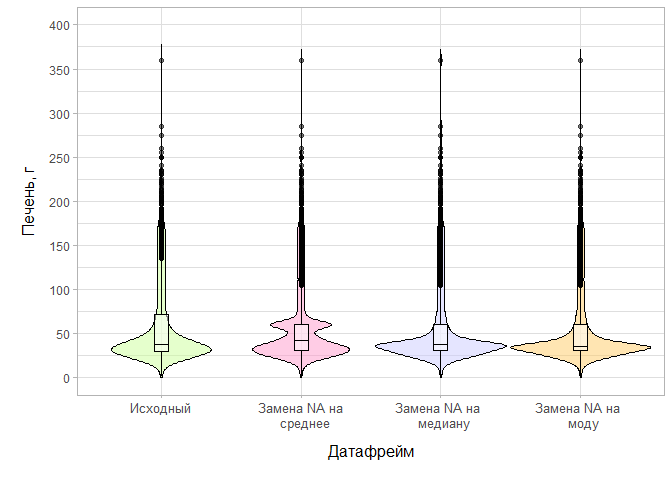 400
350
300
250
200
150
100
50
0
Печень, г
Исходный
Замена NA на
среднее
Замена NA на
медиану
Замена NA на
моду
Датафрейм